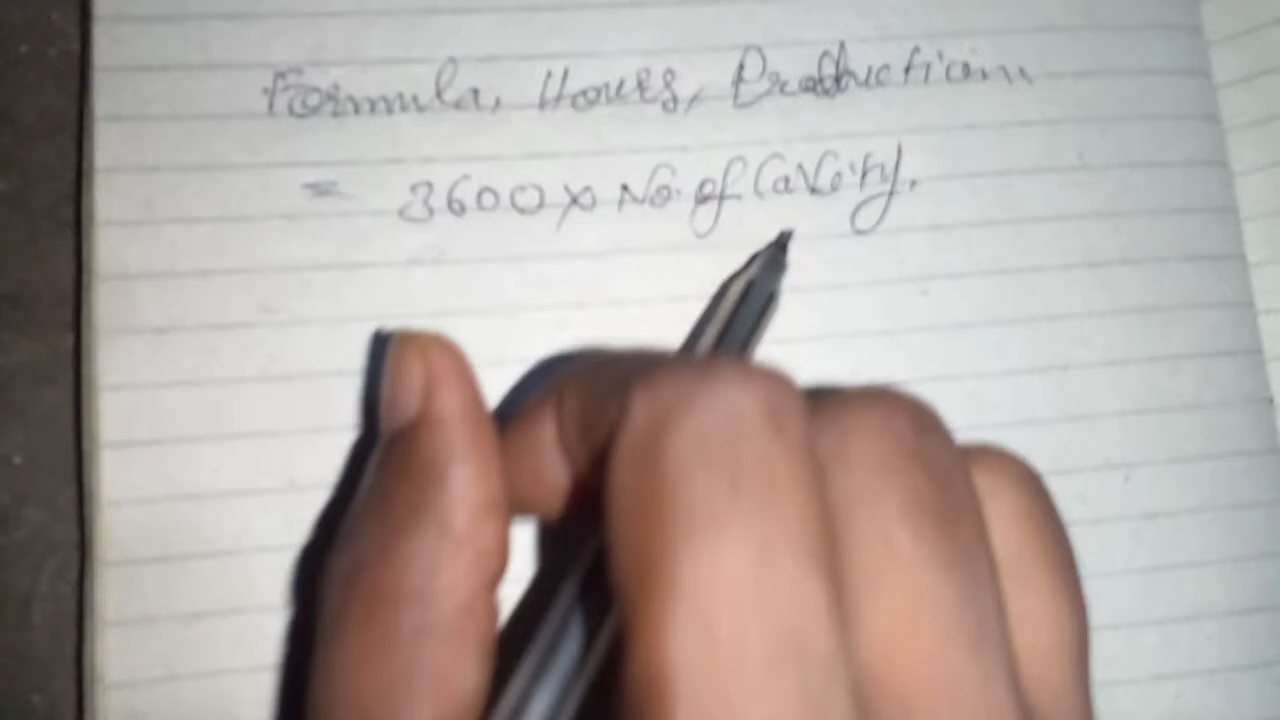 Formula, Hours, Production,
= 3600 x No. of Cavity.